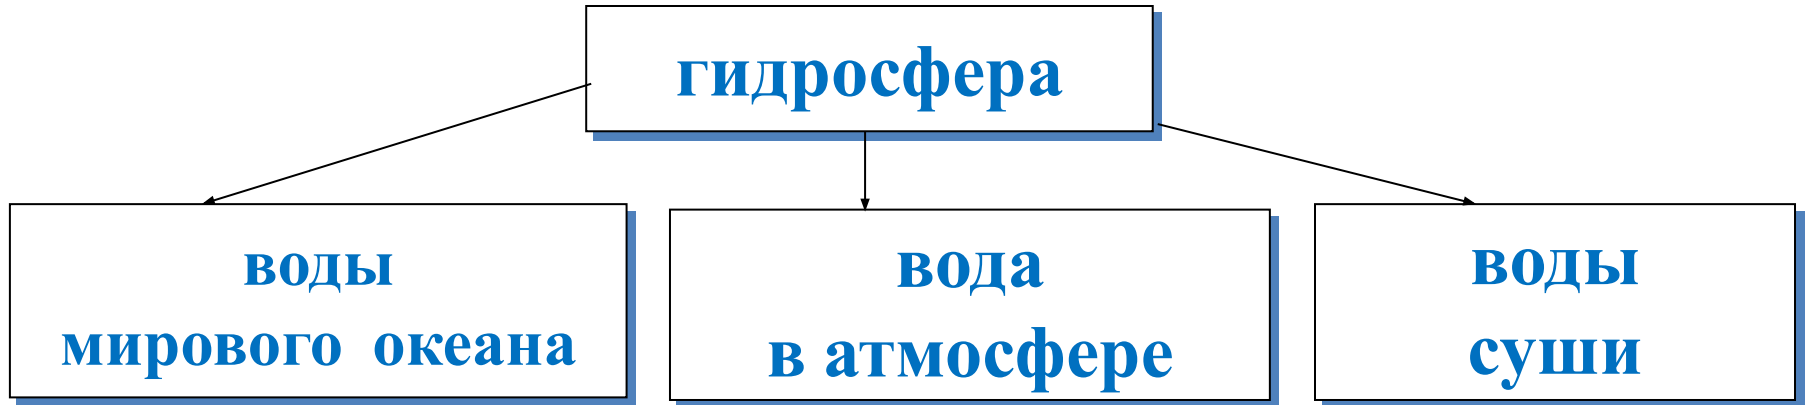 гидросфера
воды
мирового океана
вода
в атмосфере
воды
суши